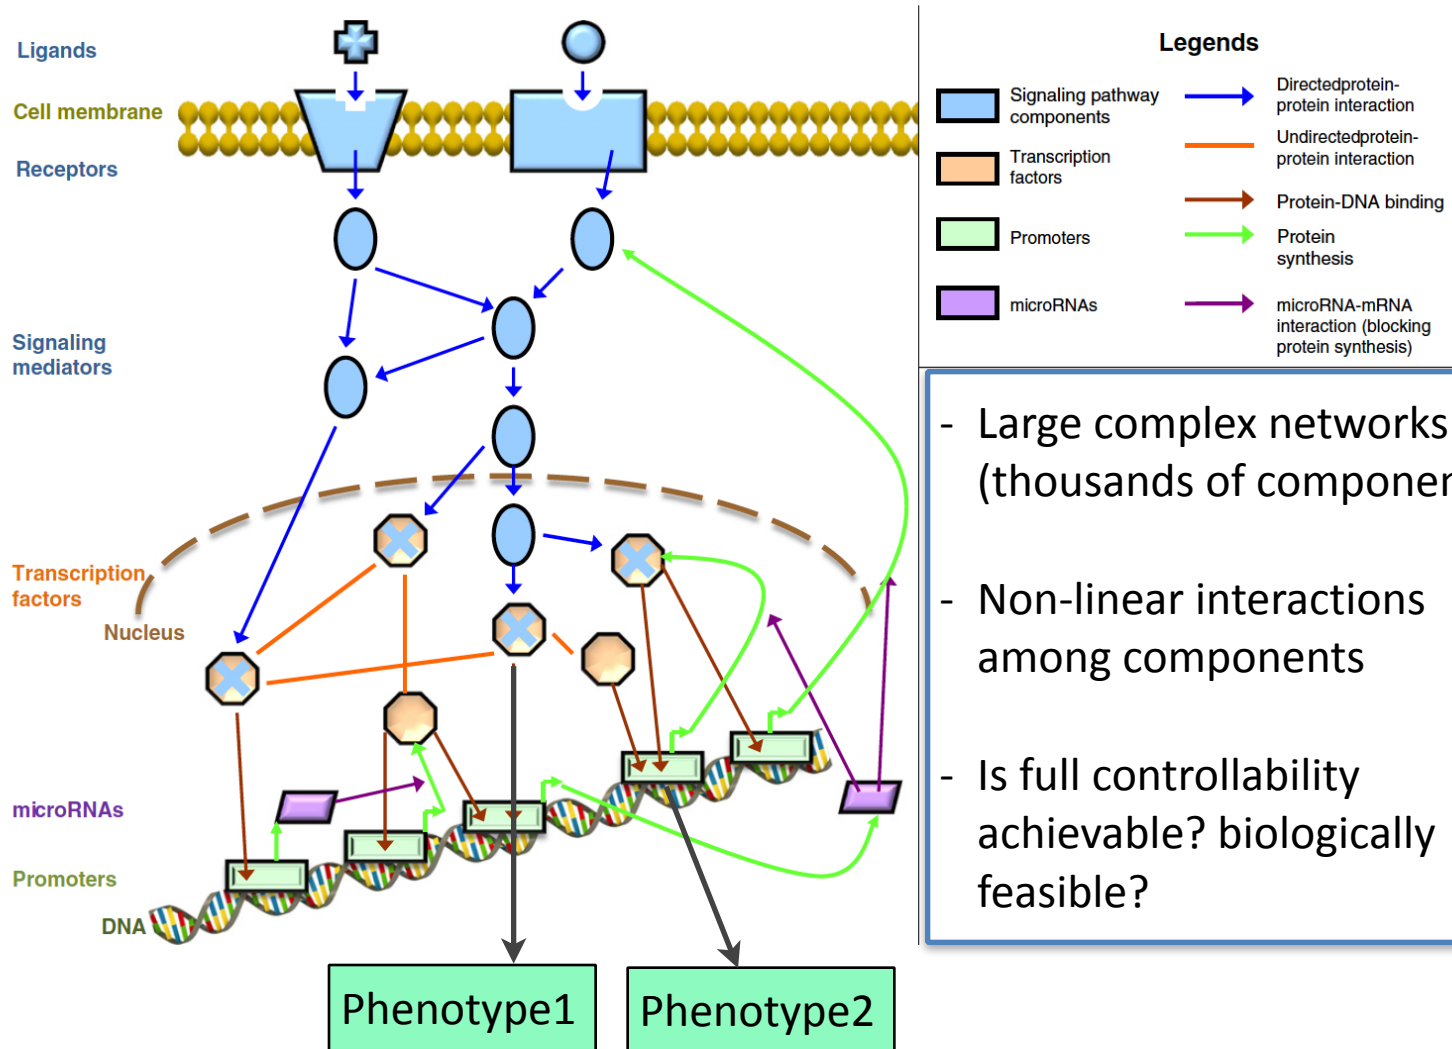 Ligands
Cell membrane
Receptors
Signaling
mediators
Transcription
factors
Nucleus
microRNAs
Promoters
DNA
Phenotype1
Phenotype2
Legends
Signaling pathway
components
Transcription
factors
Promoters
microRNAs
Directedprotein-
protein interaction
Undirectedprotein-
protein interaction
Protein-DNA binding
Protein
synthesis
microRNA-mRNA
interaction (blocking
protein synthesis)
- Large complex networks
(thousands of componen
- Non-linear interactions
among components
- Is full controllability
achievable? biologically
feasible?